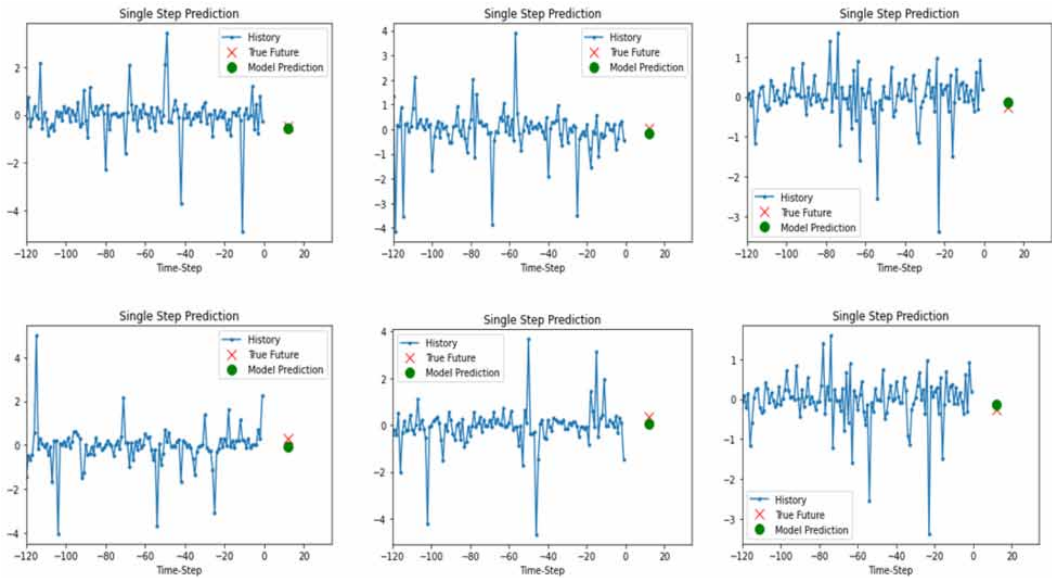 Single Step Prediction
History
True Future
Model Prediction
2
0
−2
−4
−120 −100 −80 −60 −40 −20 0 20
Time-Step
Single Step Prediction
History
True Future
Model Prediction
4
3
2
1
0
−1
−2
−3
−4
−120 −100 −80 −60 −40 −20 0 20
Time-Step
Single Step Prediction
1
0
−1
−2
−3
History
True Future
Model Prediction
−120 −100 −80 −60 −40 −20 0 20
Time-Step
Single Step Prediction
History
True Future
Model Prediction
4
2
0
−2
−4
−120 −100 −80 −60 −40 −20 0 20
Time-Step
Single Step Prediction
History
True Future
Model Prediction
4
2
0
−2
−4
−120 −100 −80 −60 −40 −20 0 20
Time-Step
Single Step Prediction
1
0
−1
−2
−3
History
True Future
Model Prediction
−120 −100 −80 −60 −40 −20 0 20
Time-Step